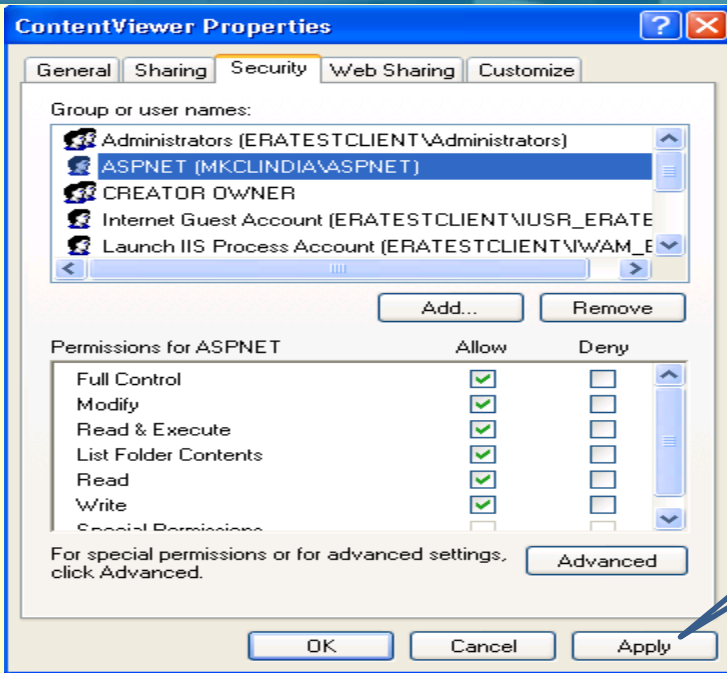 ContentViewer Properties
General Sharing Security Web Sharing Customize
Group or user names:
Administrators (ERATESTCLIENT\Administrators)
ASPNET (MKCLINDIA\ASPNET)
CREATOR OWNER
Internet Guest Account (ERATESTCLIENT\IUSR_ERATE
Launch IIS Process Account (ERATESTCLIENT\IWAM_E
Add... Remove
Permissions for ASPNET Allow Deny
Full Control
Modify
Read & Execute
List Folder Contents
Read
Write
Special Permissions
For special permissions or for advanced settings,
click Advanced.
Advanced
OK Cancel Apply